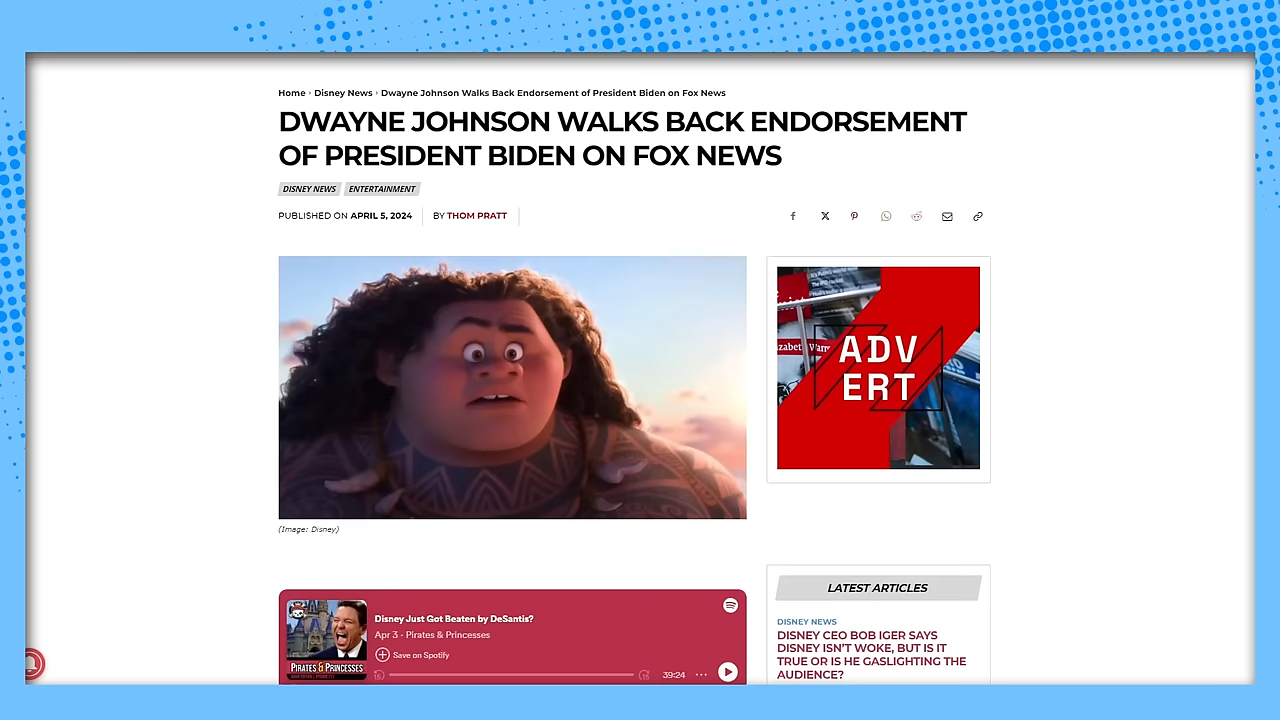 Home › Disney News › Dwayne Johnson Walks Back Endorsement of President Biden on Fox News
DWAYNE JOHNSON WALKS BACK ENDORSEMENT
OF PRESIDENT BIDEN ON FOX NEWS
DISNEY NEWS ENTERTAINMENT
PUBLISHED ON APRIL 5, 2024 BY THOM PRATT
ADV
ERT
(Image: Disney)
Disney Just Got Beaten by DeSantis?
Apr 3 · Pirates & Princesses
Save on Spotify
PIRATES & PRINCESSES
15 15 39:24
LATEST ARTICLES
DISNEY NEWS
DISNEY CEO BOB IGER SAYS
DISNEY ISN'T WOKE, BUT IS IT
TRUE OR IS HE GASLIGHTING THE
AUDIENCE?